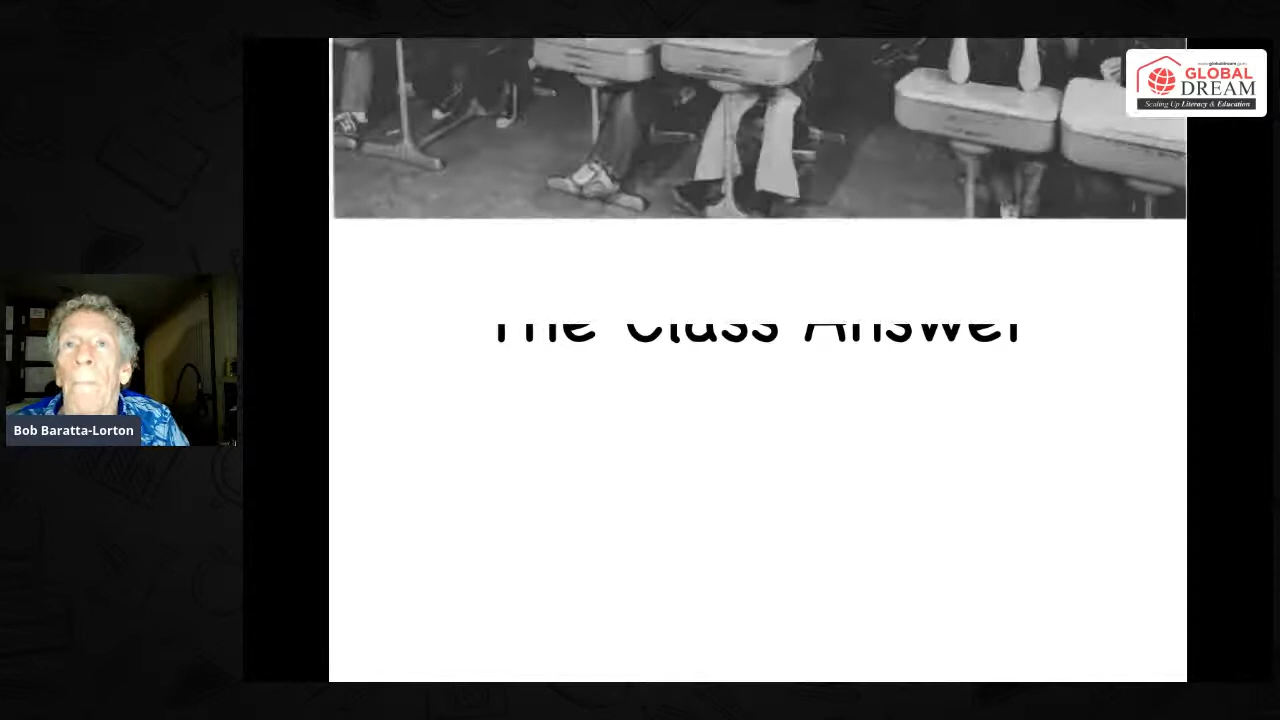 GLOBAL
DREAM
Scaling Up Literacy & Education
The Class Answer
Bob Baratta-Lorton